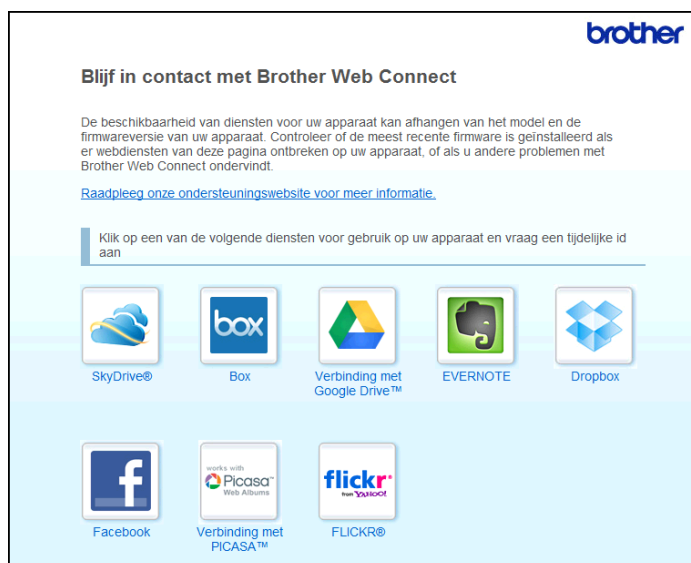 brother
Blijf in contact met Brother Web Connect
De beschikbaarheid van diensten voor uw apparaat kan afhangen van het model en de
firmwareversie van uw apparaat. Controleer of de meest recente firmware is geïnstalleerd als
er webdiensten van deze pagina ontbreken op uw apparaat, of als u andere problemen met
Brother Web Connect ondervindt.
Raadpleeg onze ondersteuningswebsite voor meer informatie.
Klik op een van de volgende diensten voor gebruik op uw apparaat en vraag een tijdelijke id
aan
box
SkyDrive®
Box
Verbinding met
Google Drive™
EVERNOTE
Dropbox
f
works with
Picasa™
Web Albums
flickr®
from YAHOO!
Facebook
Verbinding met
PICASA™
FLICKR®